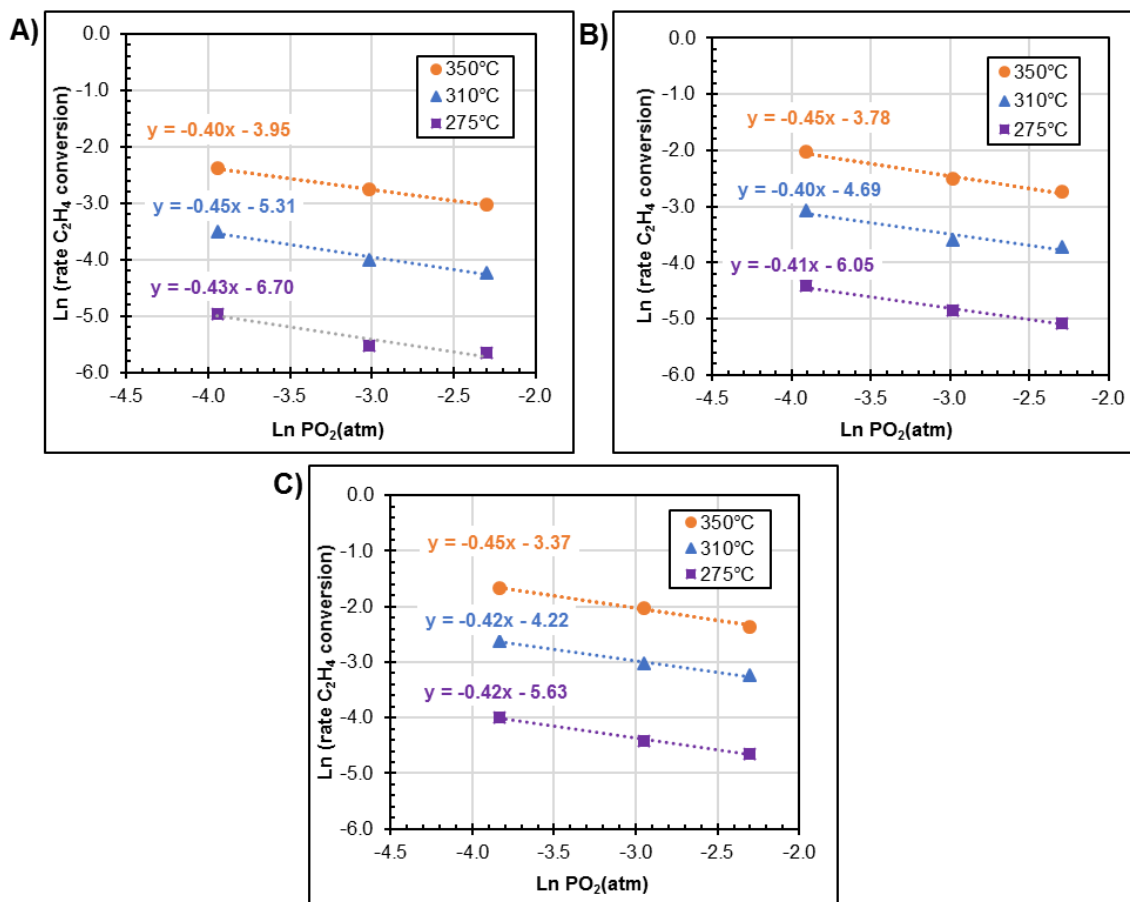 A)
0.0
-1.0
-2.0
-3.0
-4.0
-5.0
-6.0
Ln (rate C₂H₄ conversion)
350°C
310°C
275°C
y = -0.40x - 3.95
y = -0.45x - 5.31
y = -0.43x - 6.70
-4.5 -4.0 -3.5 -3.0 -2.5 -2.0
Ln PO₂(atm)
B)
0.0
-1.0
-2.0
-3.0
-4.0
-5.0
-6.0
Ln (rate C₂H₄ conversion)
350°C
310°C
275°C
y = -0.45x - 3.78
y = -0.40x - 4.69
y = -0.41x - 6.05
-4.5 -4.0 -3.5 -3.0 -2.5 -2.0
Ln PO₂(atm)
C)
0.0
-1.0
-2.0
-3.0
-4.0
-5.0
-6.0
Ln (rate C₂H₄ conversion)
350°C
310°C
275°C
y = -0.45x - 3.37
y = -0.42x - 4.22
y = -0.42x - 5.63
-4.5 -4.0 -3.5 -3.0 -2.5 -2.0
Ln PO₂(atm)